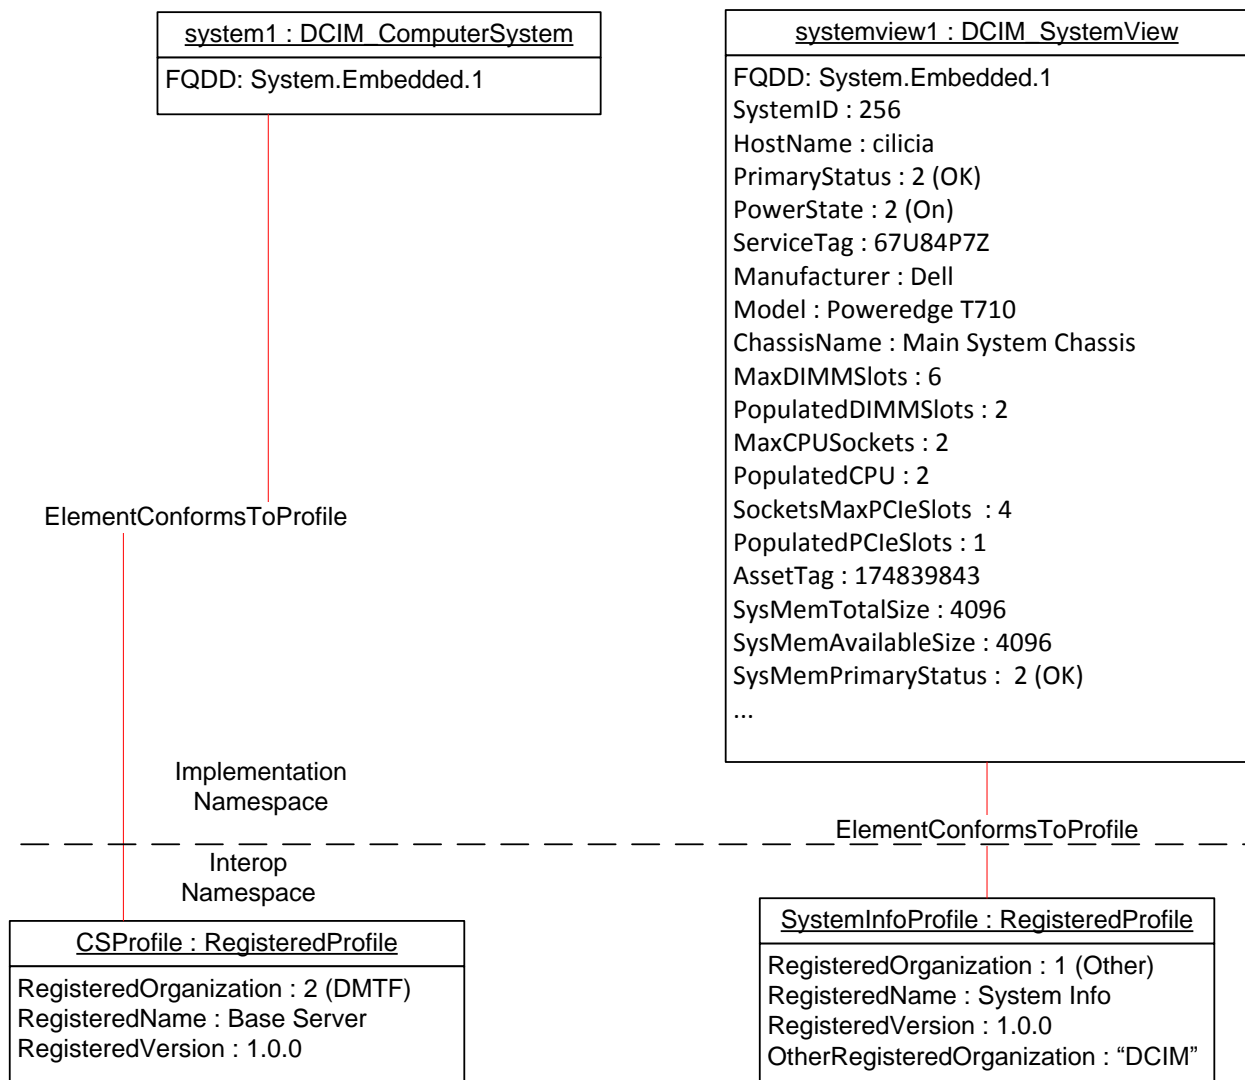 system1 : DCIM_ComputerSystem
FQDD: System.Embedded.1
systemview1 : DCIM_SystemView
FQDD: System.Embedded.1
SystemID : 256
HostName : cilicia
PrimaryStatus : 2 (OK)
PowerState : 2 (On)
ServiceTag : 67U84P7Z
Manufacturer : Dell
Model : Poweredge T710
ChassisName : Main System Chassis
MaxDIMMSlots : 6
PopulatedDIMMSlots : 2
MaxCPUSockets : 2
PopulatedCPU : 2
SocketsMaxPCIeSlots  : 4
PopulatedPCIeSlots : 1
AssetTag : 174839843
SysMemTotalSize : 4096
SysMemAvailableSize : 4096
SysMemPrimaryStatus :  2 (OK)
...
ElementConformsToProfile
Implementation
Namespace
ElementConformsToProfile
Interop
Namespace
CSProfile : RegisteredProfile
RegisteredOrganization : 2 (DMTF)
RegisteredName : Base Server
RegisteredVersion : 1.0.0
SystemInfoProfile : RegisteredProfile
RegisteredOrganization : 1 (Other)
RegisteredName : System Info
RegisteredVersion : 1.0.0
OtherRegisteredOrganization : “DCIM”